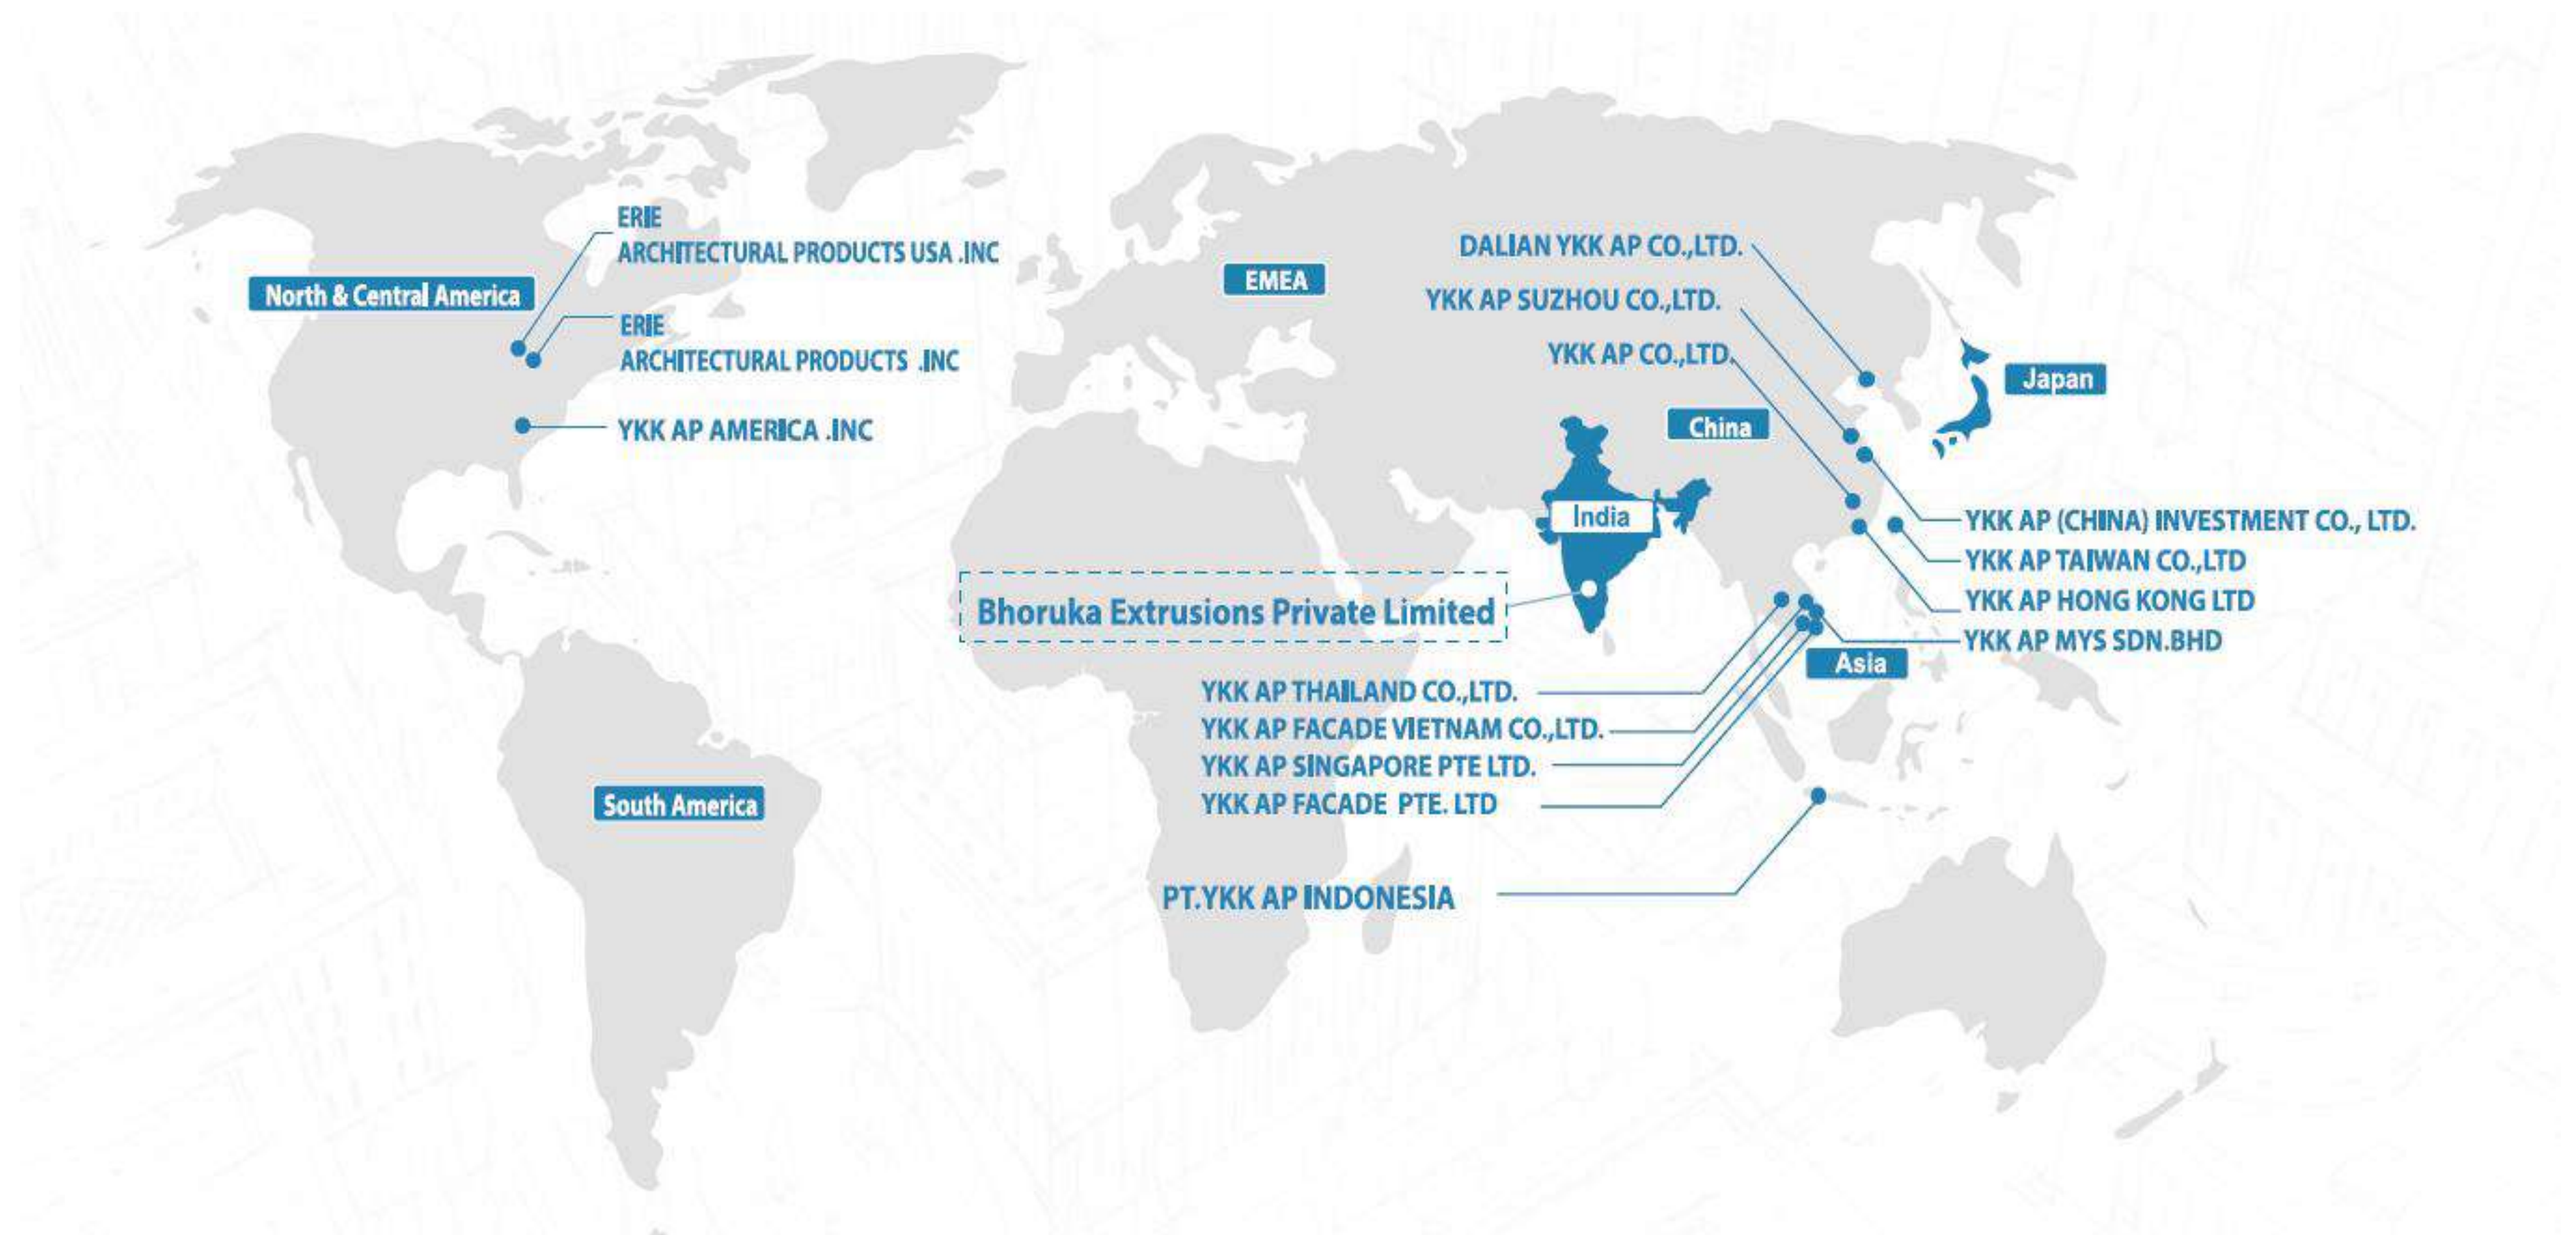 ERIE
ARCHITECTURAL PRODUCTS USA .INC
North & Central America
ERIE
ARCHITECTURAL PRODUCTS .INC
YKK AP AMERICA .INC
South America
EMEA
DALIAN YKK AP CO.,LTD.
YKK AP SUZHOU CO.,LTD.
YKK AP CO.,LTD.
China
Japan
India
Bhoruka Extrusions Private Limited
YKK AP (CHINA) INVESTMENT CO., LTD.
YKK AP TAIWAN CO.,LTD
YKK AP HONG KONG LTD
YKK AP MYS SDN.BHD
Asia
YKK AP THAILAND CO.,LTD.
YKK AP FACADE VIETNAM CO.,LTD.
YKK AP SINGAPORE PTE LTD.
YKK AP FACADE PTE. LTD
PT.YKK AP INDONESIA